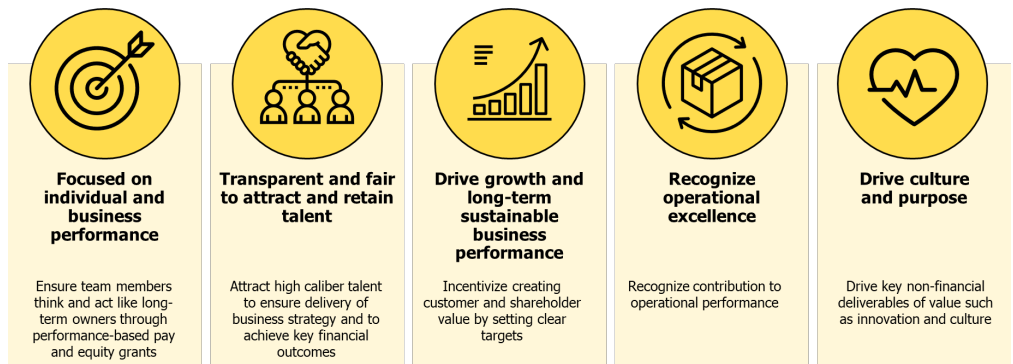 Focused on
individual and
business
performance
Ensure team members
think and act like long-
term owners through
performance-based pay
and equity grants
Transparent and fair
to attract and retain
talent
Attract high caliber talent
to ensure delivery of
business strategy and to
achieve key financial
outcomes
Drive growth and
long-term
sustainable
business
performance
Incentivize creating
customer and shareholder
value by setting clear
targets
Recognize
operational
excellence
Recognize contribution to
operational performance
Drive culture
and purpose
Drive key non-financial
deliverables of value such
as innovation and culture